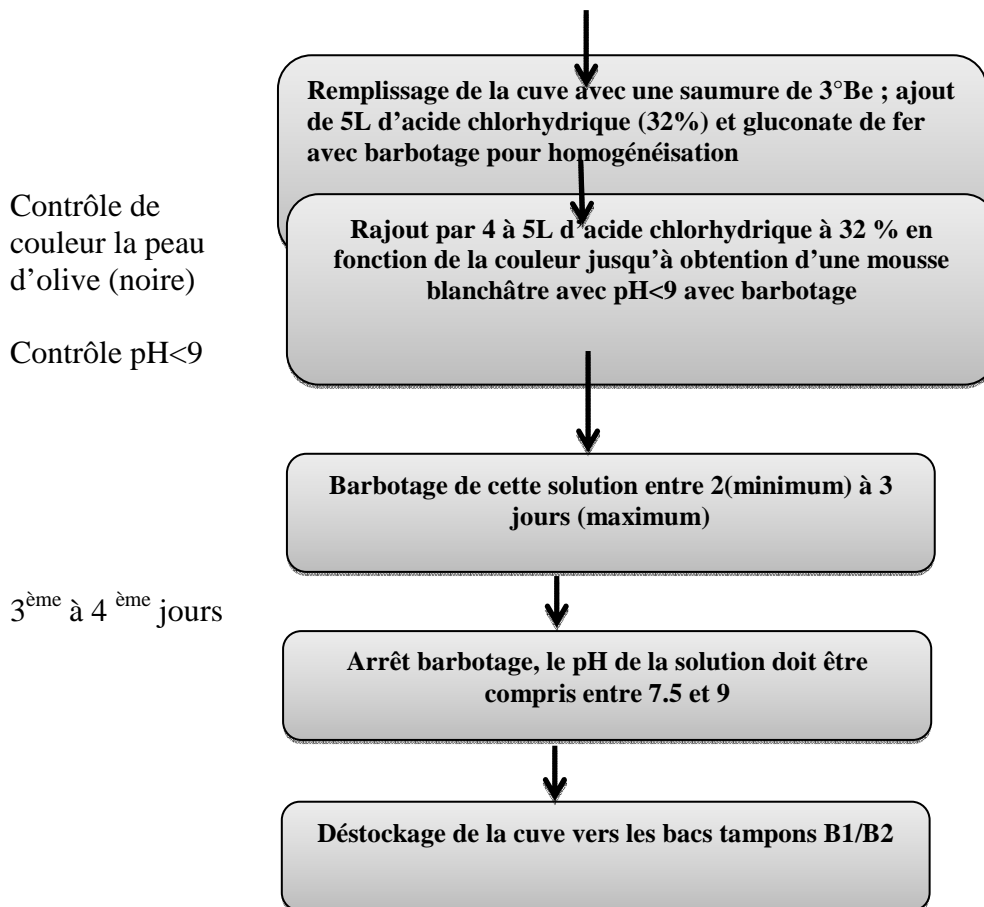 Remplissage de la cuve avec une saumure de 3°Be ; ajout
de 5L d’acide chlorhydrique (32%) et gluconate de fer
avec barbotage pour homogénéisation
Contrôle de
couleur la peau
d’olive (noire)
Contrôle pH<9
Rajout par 4 à 5L d’acide chlorhydrique à 32 % en
fonction de la couleur jusqu’à obtention d’une mousse
blanchâtre avec pH<9 avec barbotage
Barbotage de cette solution entre 2(minimum) à 3
jours (maximum)
3ème à 4 ème jours
Arrêt barbotage, le pH de la solution doit être
compris entre 7.5 et 9
Déstockage de la cuve vers les bacs tampons B1/B2